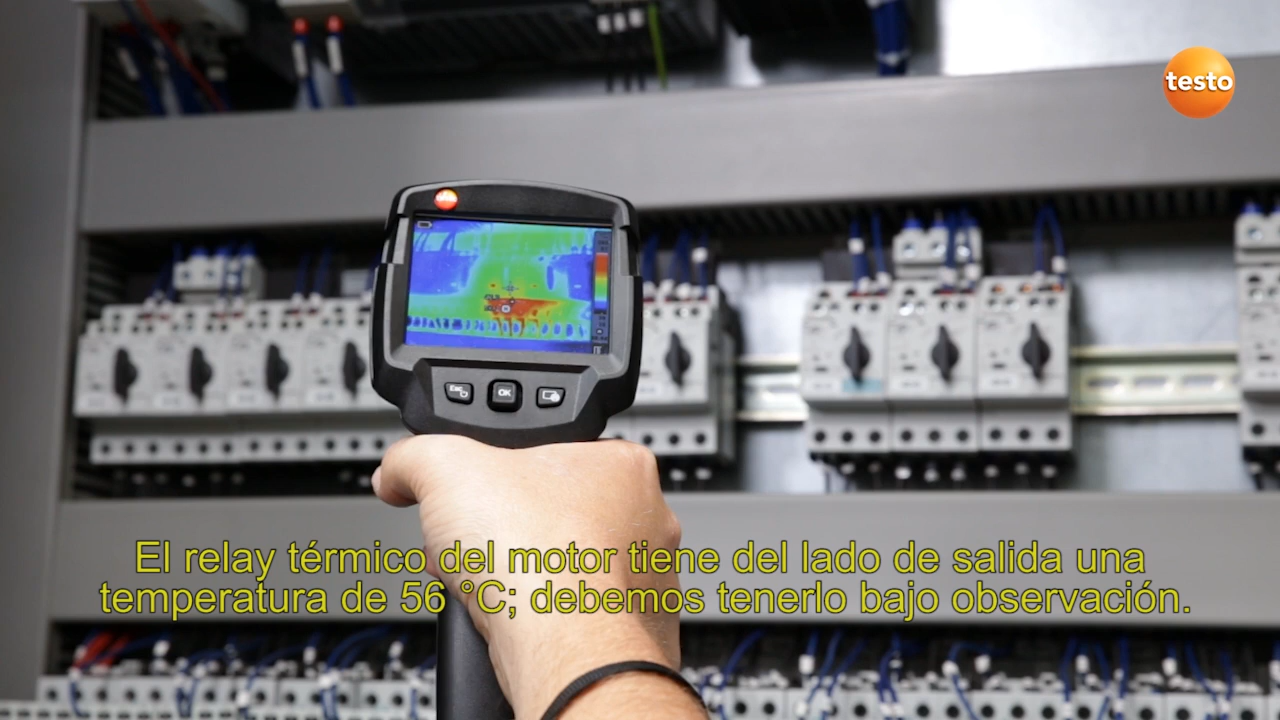 testo
ESC
OK
El relay térmico del motor tiene del lado de salida una
temperatura de 56 °C; debemos tenerlo bajo observación.